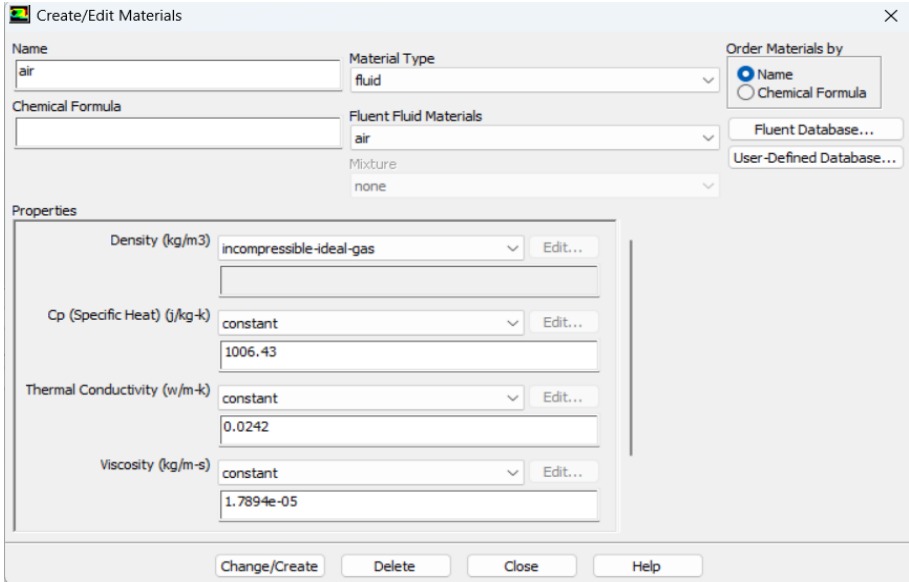 Create/Edit Materials
Name
air
Chemical Formula
Material Type
fluid
Fluent Fluid Materials
air
Mixture
none
Order Materials by
Name
Chemical Formula
Fluent Database...
User-Defined Database...
Properties
Density (kg/m3) incompressible-ideal-gas Edit...
Cp (Specific Heat) (j/kg-k) constant Edit...
1006.43
Thermal Conductivity (w/m-k) constant Edit...
0.0242
Viscosity (kg/m-s) constant Edit...
1.7894e-05
Change/Create Delete Close Help